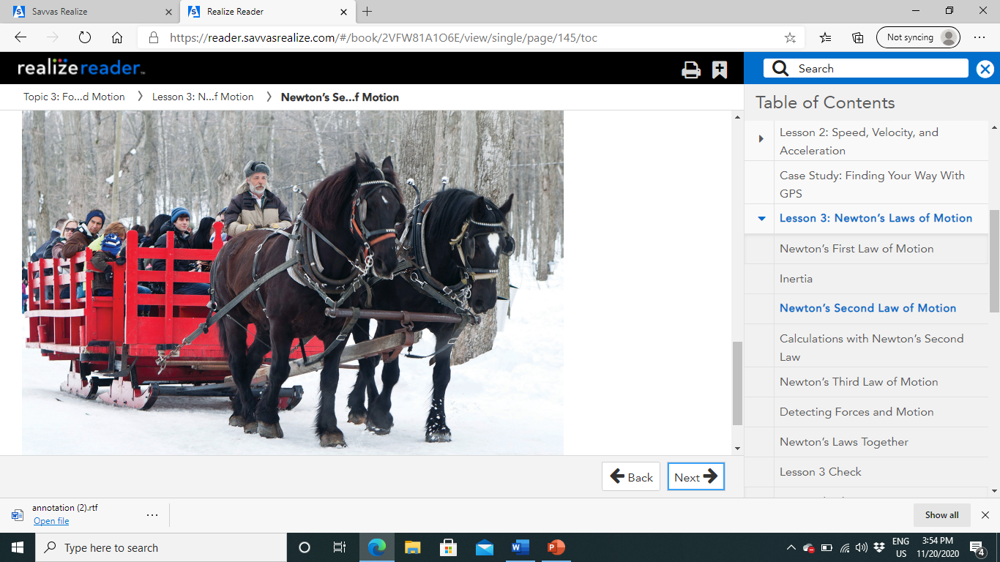 Savvas Realize
Realize Reader
https://reader.savvasrealize.com/#/book/2VFW81A1O6E/view/single/page/145/toc
Not syncing
realizereader™
Search
Topic 3: Fo...d Motion
Lesson 3: N...f Motion
Newton's Se...f Motion
Table of Contents
Lesson 2: Speed, Velocity, and
Acceleration
Case Study: Finding Your Way With
GPS
Lesson 3: Newton's Laws of Motion
Newton's First Law of Motion
Inertia
Newton's Second Law of Motion
Calculations with Newton's Second
Law
Newton's Third Law of Motion
Detecting Forces and Motion
Newton's Laws Together
Lesson 3 Check
Back
Next
annotation (2).rtf
Open file
Show all
Type here to search
ENG
US
3:54 PM
11/20/2020
4